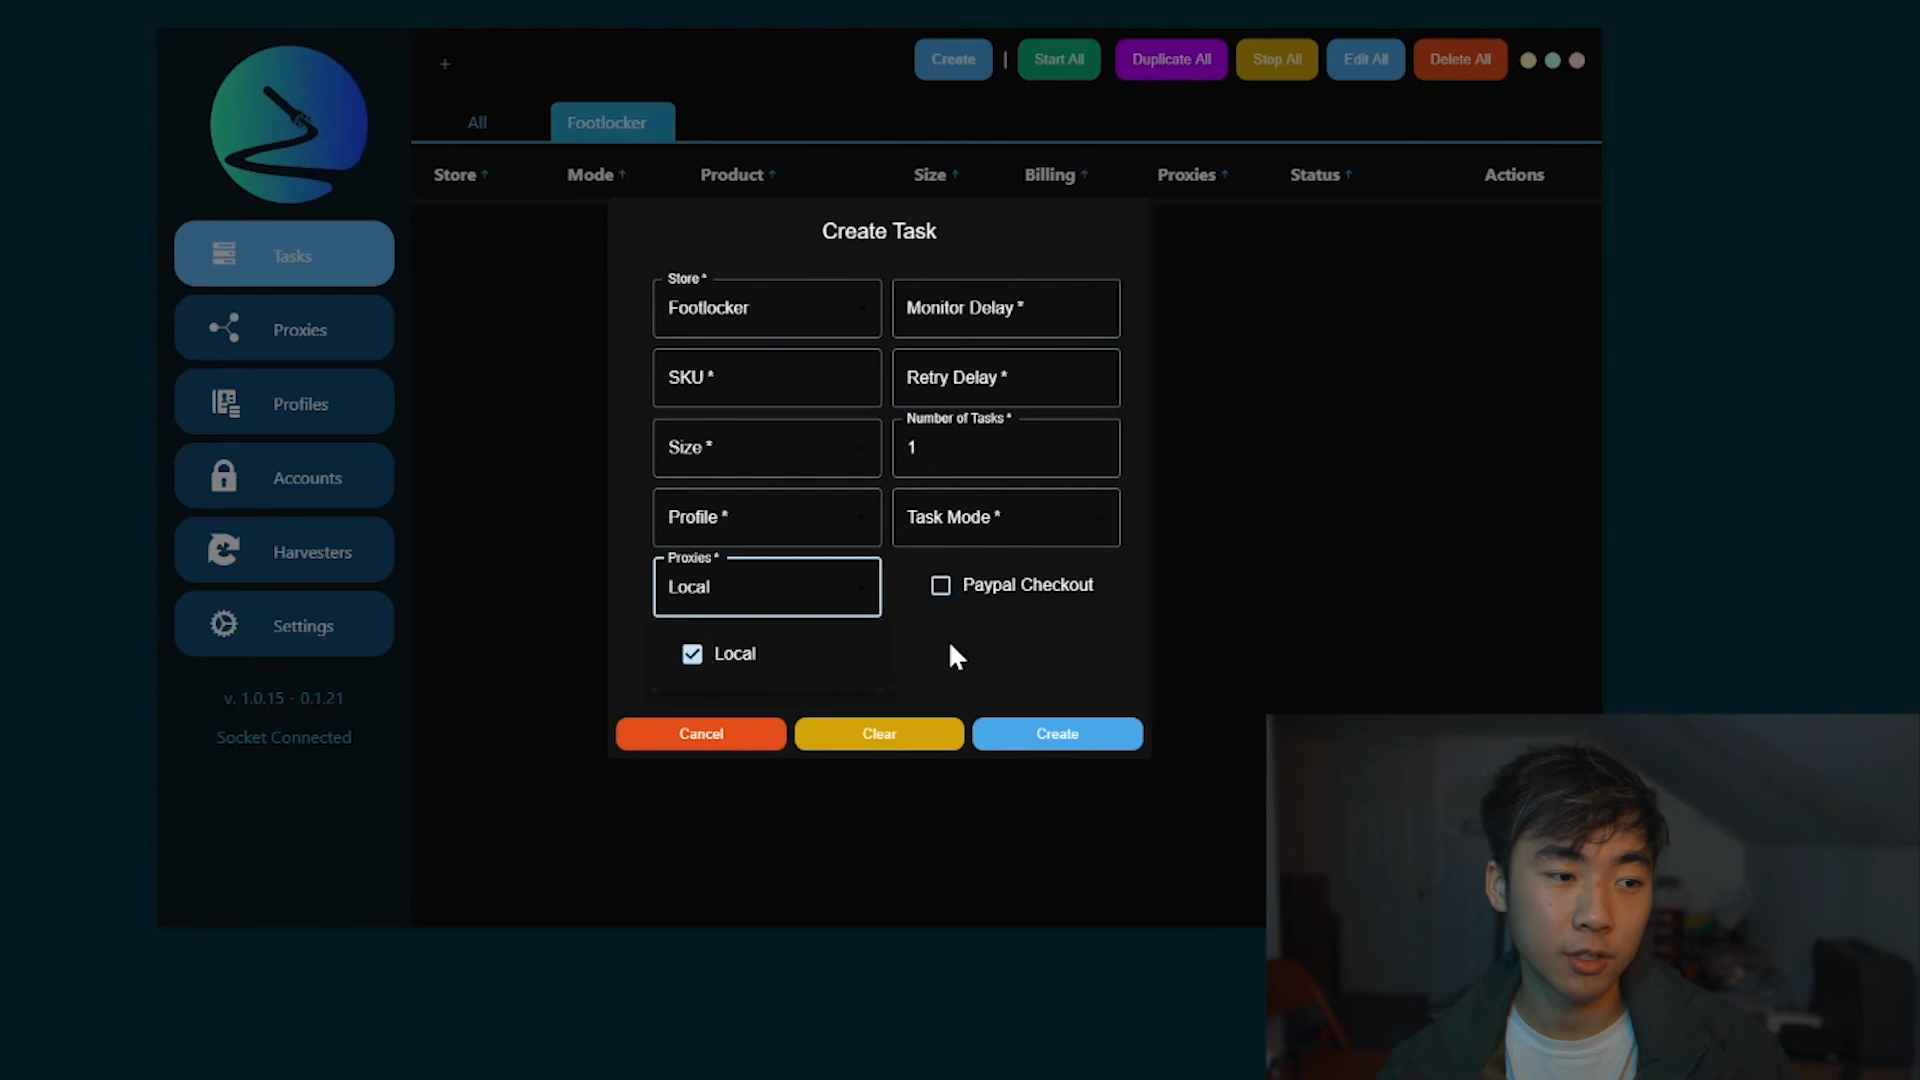 +
Create | Start All Duplicate All Stop All Edit All Delete All
All Footlocker
Store ↑ Mode ↑ Product ↑ Size ↑ Billing ↑ Proxies ↑ Status ↑ Actions
Tasks
Proxies
Profiles
Accounts
Harvesters
Settings
v. 1.0.15 - 0.1.21
Socket Connected
Create Task
Store *
Footlocker
Monitor Delay *
SKU *
Retry Delay *
Size *
Number of Tasks *
1
Profile *
Task Mode *
Proxies *
Local
Paypal Checkout
Local
Cancel Clear Create